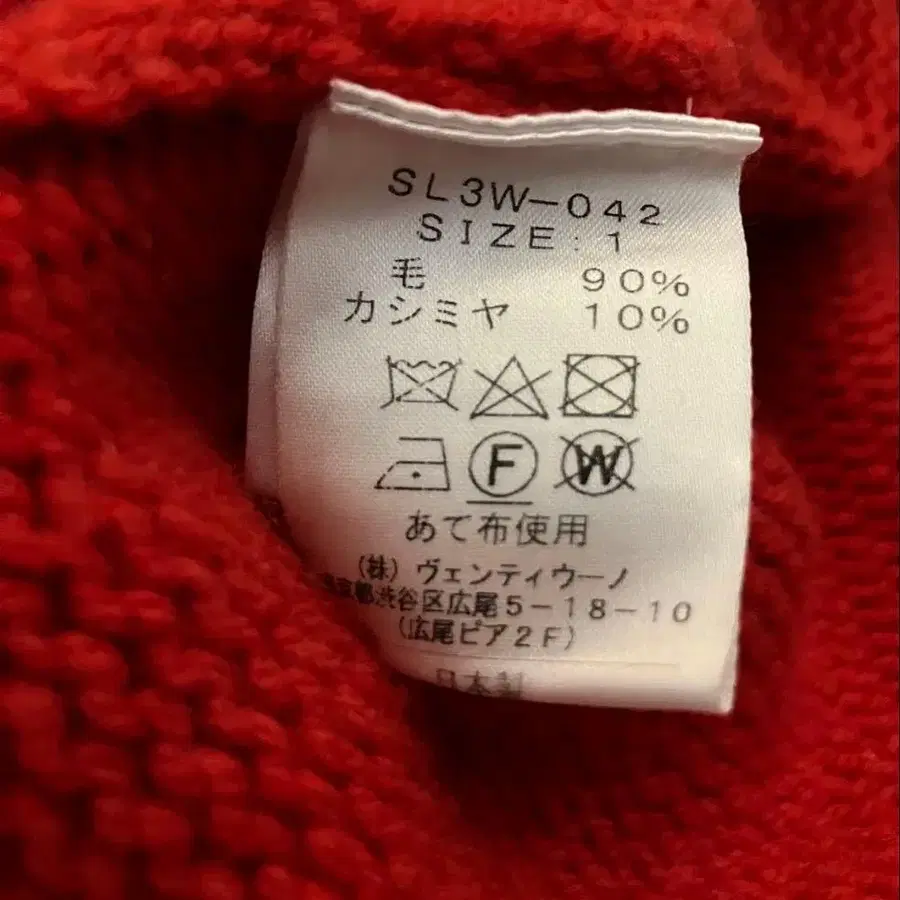 SL3W-042
SIZE:1
毛 90%
カシミヤ 10%
F W
あて布使用
(株)ヴェンティウーノ
京都渋谷区広尾5-18-10
(広尾ピア2F)
日本製